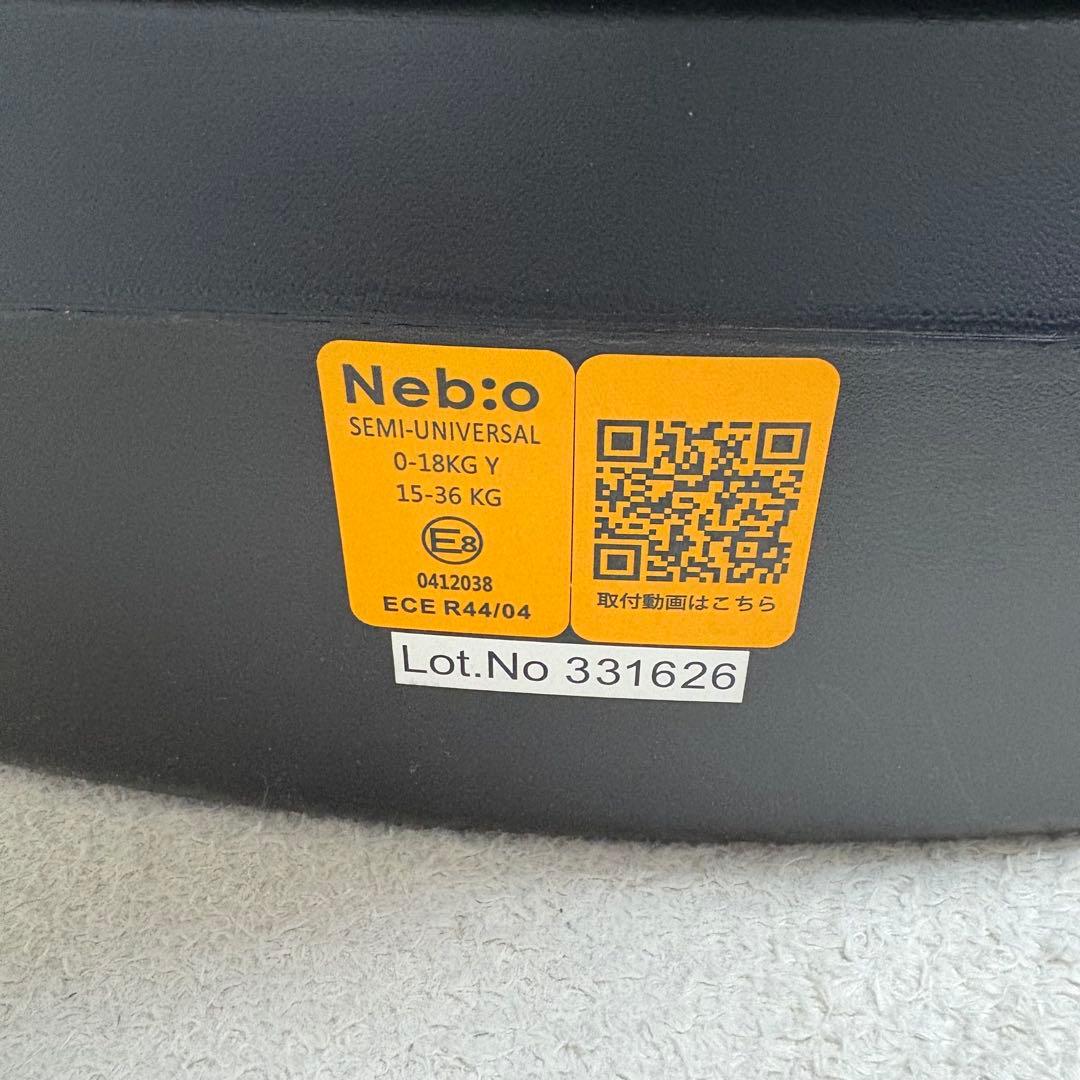 Neb:o
SEMI-UNIVERSAL
0-18KG Y
15-36 KG
E8
0412038
ECE R44/04
取付動画はこちら
Lot.No 331626